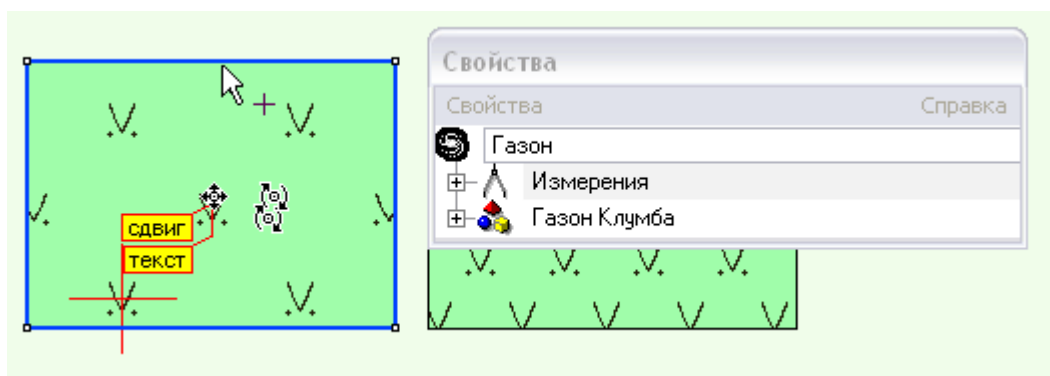 Свойства
Свойства Справка
Газон
Измерения
Газон Клумба
сдвиг
текст